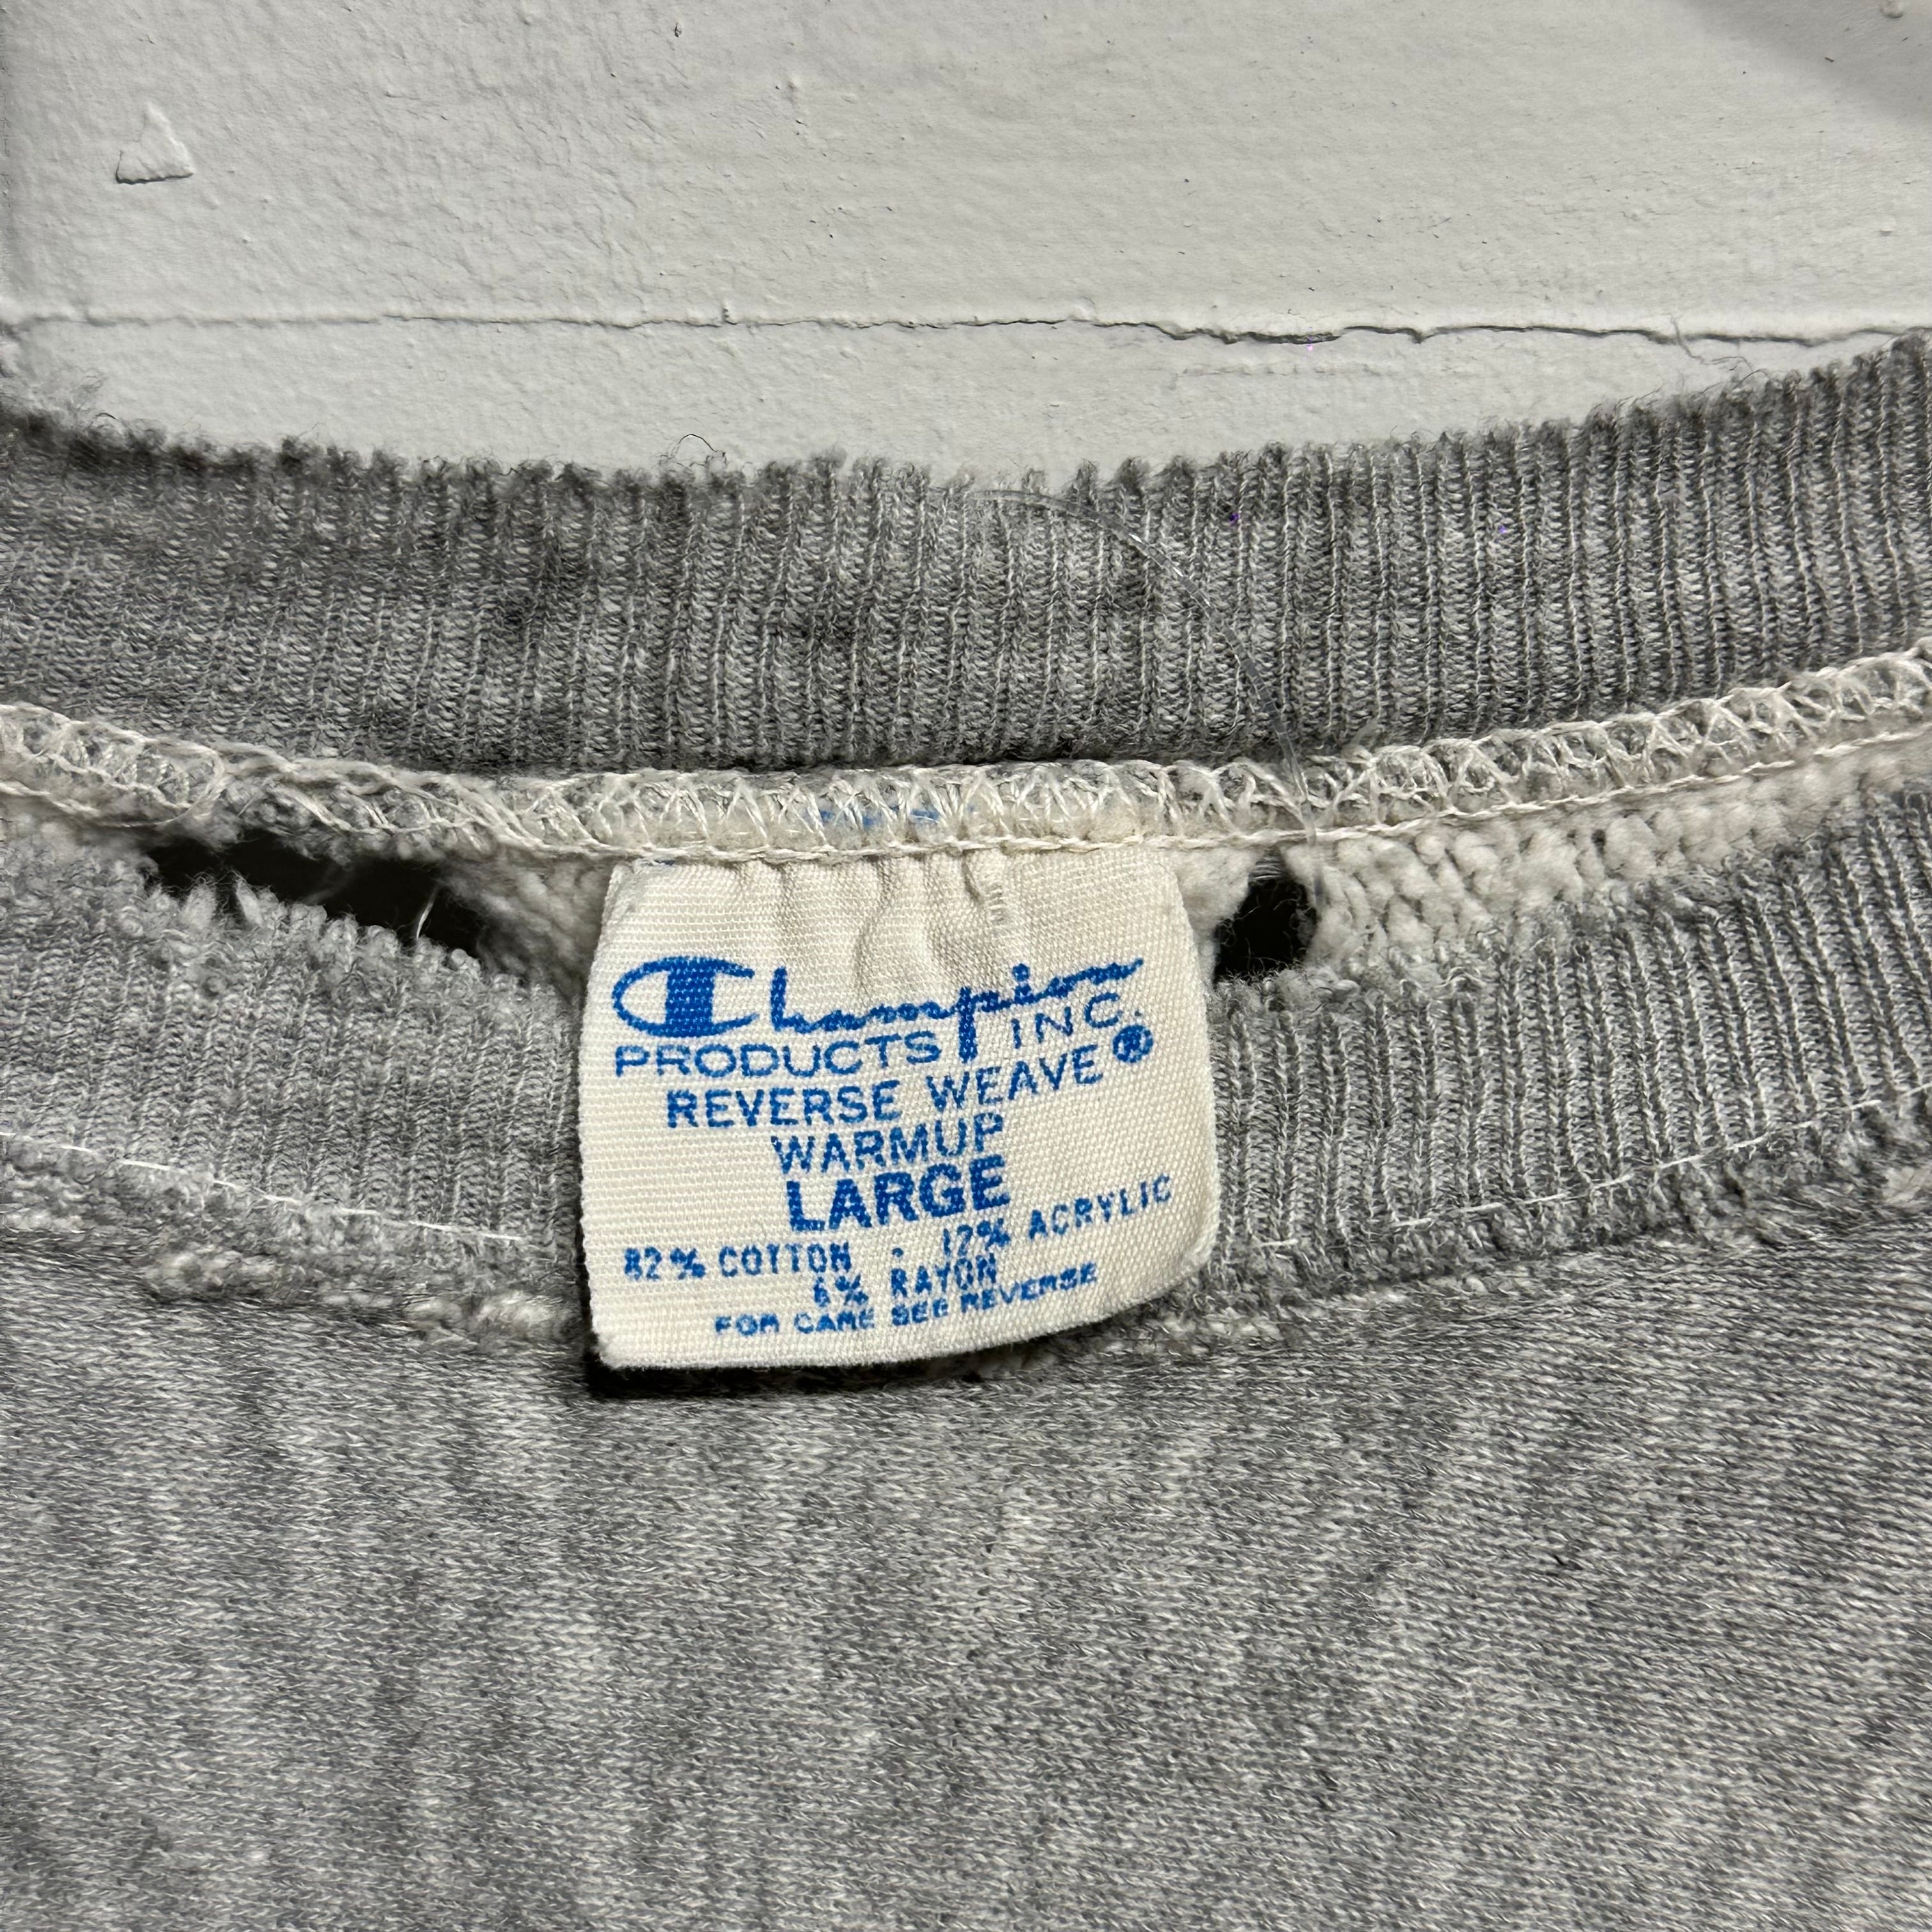 Champion
PRODUCTS INC.
REVERSE WEAVE®
WARMUP
LARGE
82% COTTON - 12% ACRYLIC
6% RAYON
FOR CARE SEE REVERSE